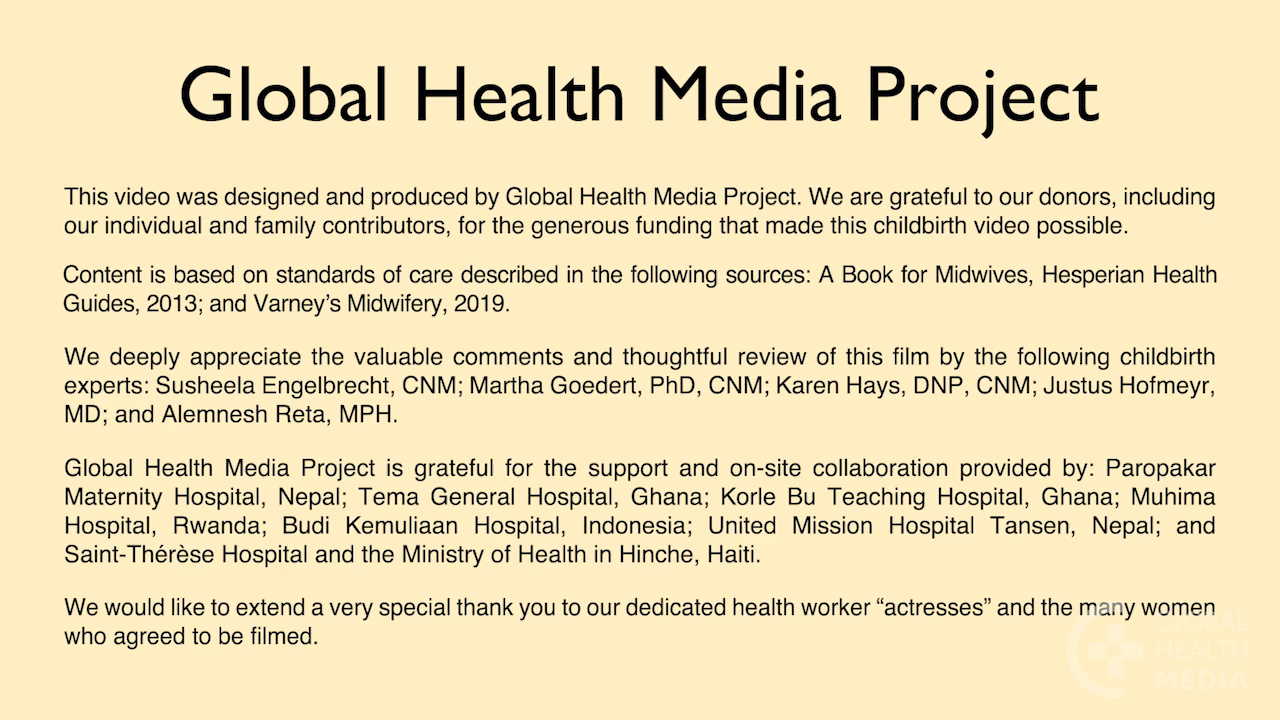 Global Health Media Project
This video was designed and produced by Global Health Media Project. We are grateful to our donors, including
our individual and family contributors, for the generous funding that made this childbirth video possible.
Content is based on standards of care described in the following sources: A Book for Midwives, Hesperian Health
Guides, 2013; and Varney’s Midwifery, 2019.
We deeply appreciate the valuable comments and thoughtful review of this film by the following childbirth
experts: Susheela Engelbrecht, CNM; Martha Goedert, PhD, CNM; Karen Hays, DNP, CNM; Justus Hofmeyr,
MD; and Alemnesh Reta, MPH.
Global Health Media Project is grateful for the support and on-site collaboration provided by: Paropakar
Maternity Hospital, Nepal; Tema General Hospital, Ghana; Korle Bu Teaching Hospital, Ghana; Muhima
Hospital, Rwanda; Budi Kemuliaan Hospital, Indonesia; United Mission Hospital Tansen, Nepal; and
Saint-Thérèse Hospital and the Ministry of Health in Hinche, Haiti.
We would like to extend a very special thank you to our dedicated health worker “actresses” and the many women
who agreed to be filmed.
GLOBAL
HEALTH
MEDIA